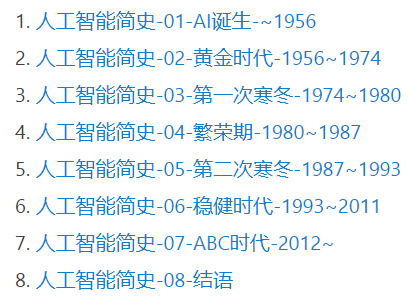 1. 人工智能简史-01-AI诞生-~1956
2. 人工智能简史-02-黄金时代-1956~1974
3. 人工智能简史-03-第一次寒冬-1974~1980
4. 人工智能简史-04-繁荣期-1980~1987
5. 人工智能简史-05-第二次寒冬-1987~1993
6. 人工智能简史-06-稳健时代-1993~2011
7. 人工智能简史-07-ABC时代-2012~
8. 人工智能简史-08-结语